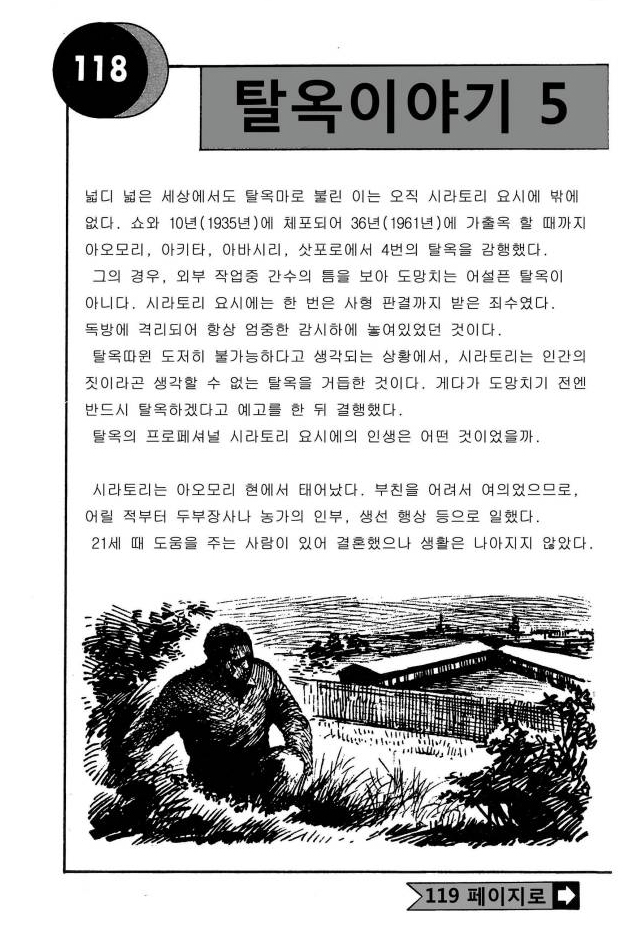 118
탈옥이야기 5
넓디 넓은 세상에서도 탈옥마로 불린 이는 오직 시라토리 요시에 밖에
없다. 쇼와 10년(1935년)에 체포되어 36년(1961년)에 가출옥 할 때까지
아오모리, 아키타, 아바시리, 삿포로에서 4번의 탈옥을 감행했다.
그의 경우, 외부 작업중 간수의 틈을 보아 도망치는 어설픈 탈옥이
아니다. 시라토리 요시에는 한 번은 사형 판결까지 받은 죄수였다.
독방에 격리되어 항상 엄중한 감시하에 놓여있었던 것이다.
탈옥따윈 도저히 불가능하다고 생각되는 상황에서, 시라토리는 인간의
짓이라곤 생각할 수 없는 탈옥을 거듭한 것이다. 게다가 도망치기 전엔
반드시 탈옥하겠다고 예고를 한 뒤 결행했다.
탈옥의 프로페셔널 시라토리 요시에의 인생은 어떤 것이었을까.
시라토리는 아오모리 현에서 태어났다. 부친을 어려서 여의었으므로,
어릴 적부터 두부장사나 농가의 인부, 생선 행상 등으로 일했다.
21세 때 도움을 주는 사람이 있어 결혼했으나 생활은 나아지지 않았다.
119 페이지로